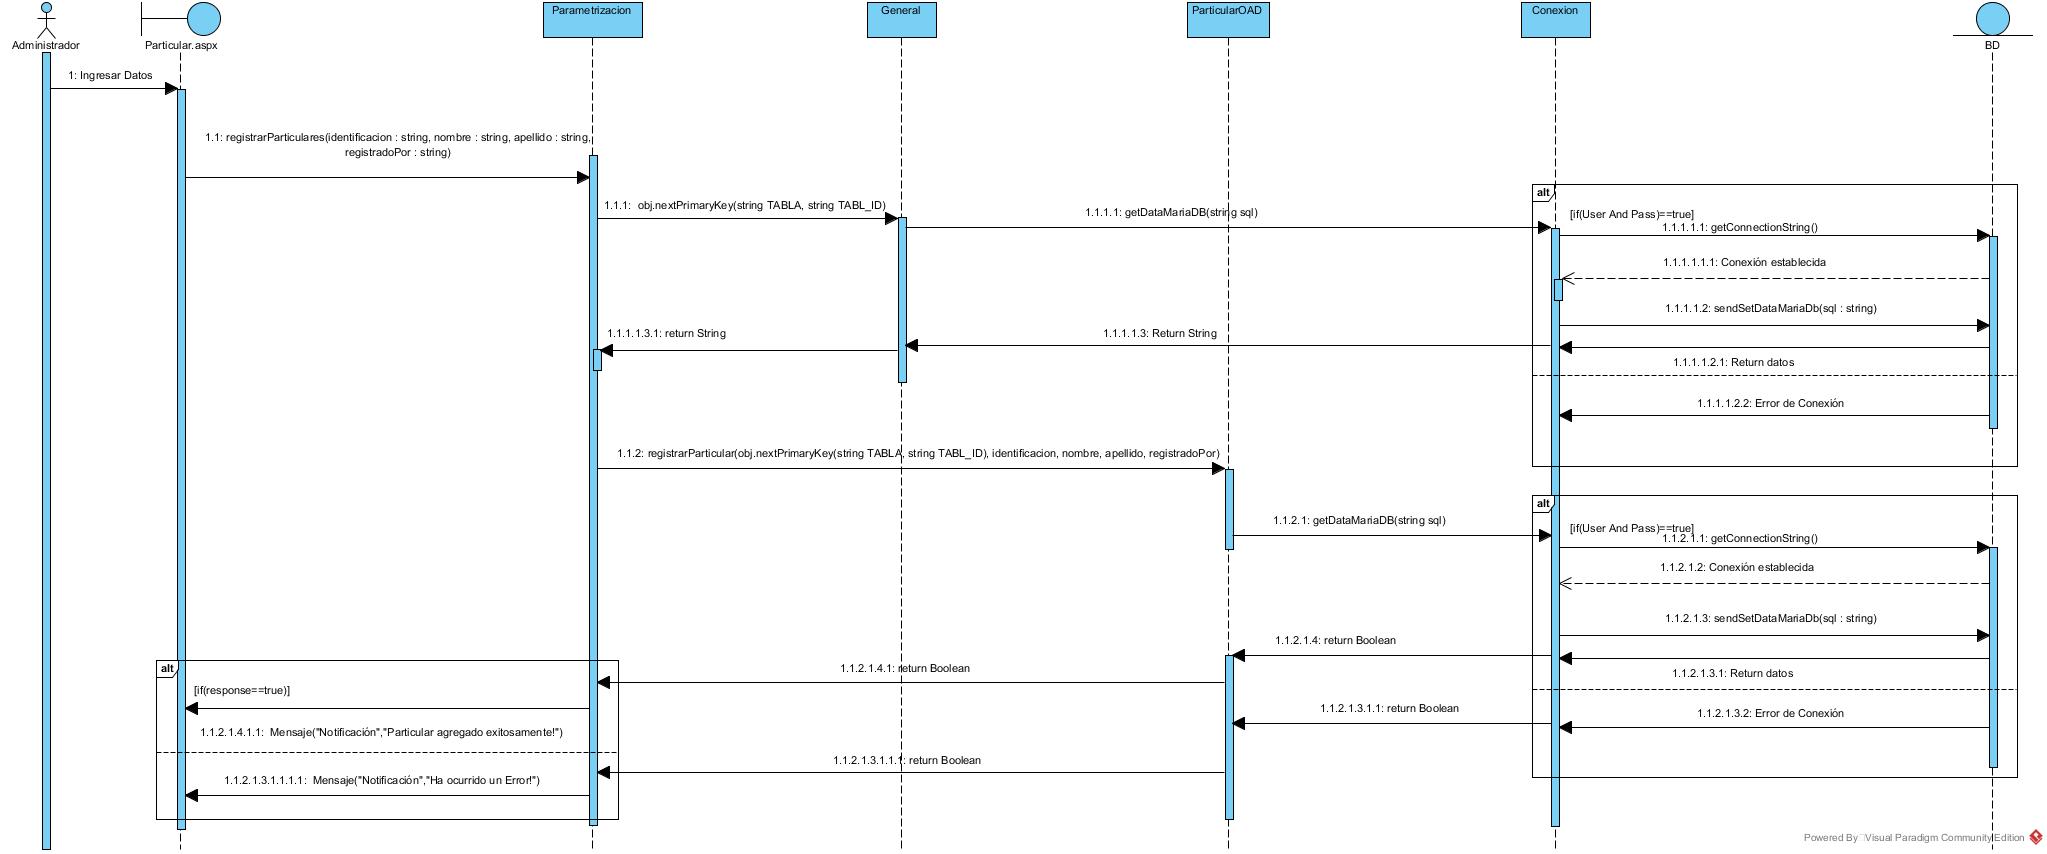 Administrador
Particular.aspx
Parametrizacion
General
ParticularOAD
Conexion
BD
1: Ingresar Datos
1.1: registrarParticulares(identificacion : string, nombre : string, apellido : string,
registradoPor : string)
alt
1.1.1:  obj.nextPrimaryKey(string TABLA, string TABL_ID)
1.1.1.1: getDataMariaDB(string sql)
[if(User And Pass)==true]
1.1.1.1.1: getConnectionString()
1.1.1.1.1.1: Conexión establecida
1.1.1.1.2: sendSetDataMariaDb(sql : string)
1.1.1.1.3.1: return String
1.1.1.1.3: Return String
1.1.1.1.2.1: Return datos
1.1.1.1.2.2: Error de Conexión
1.1.2: registrarParticular(obj.nextPrimaryKey(string TABLA, string TABL_ID), identificacion, nombre, apellido, registradoPor)
alt
1.1.2.1: getDataMariaDB(string sql)
[if(User And Pass)==true]
1.1.2.1.1: getConnectionString()
1.1.2.1.2: Conexión establecida
1.1.2.1.3: sendSetDataMariaDb(sql : string)
1.1.2.1.4: return Boolean
alt
1.1.2.1.4.1: return Boolean
1.1.2.1.3.1: Return datos
[if(response==true)]
1.1.2.1.3.1.1: return Boolean
1.1.2.1.3.2: Error de Conexión
1.1.2.1.4.1.1:  Mensaje("Notificación","Particular agregado exitosamente!")
1.1.2.1.3.1.1.1: return Boolean
1.1.2.1.3.1.1.1.1:  Mensaje("Notificación","Ha ocurrido un Error!")
Powered By Visual Paradigm Community Edition